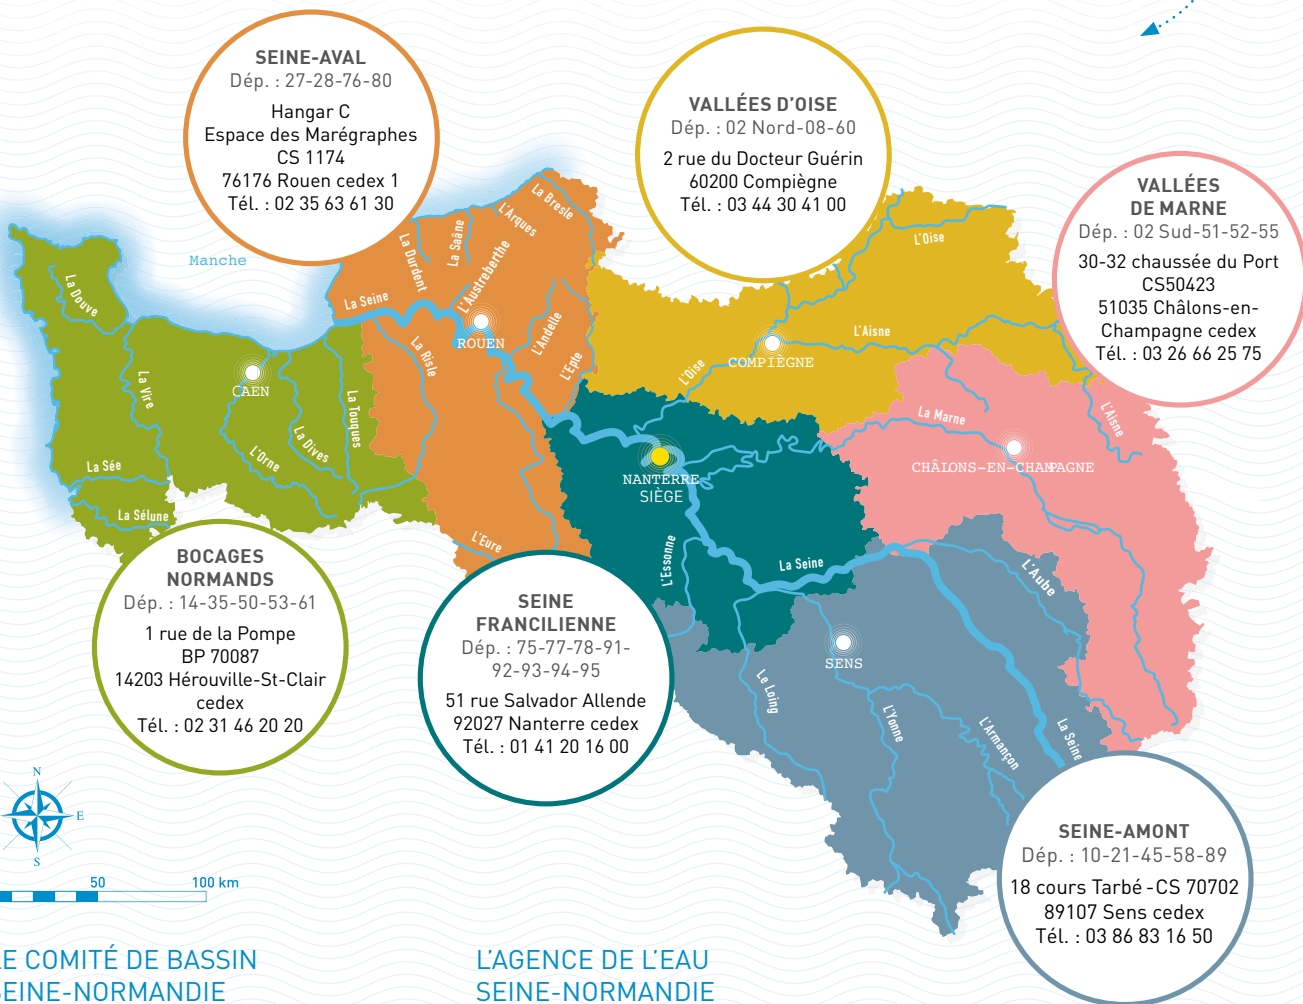 SEINE-AVAL
Dép. : 27-28-76-80
Hangar C
Espace des Marégraphes
CS 1174
76176 Rouen cedex 1
Tél. : 02 35 63 61 30
VALLÉES D'OISE
Dép. : 02 Nord-08-60
2 rue du Docteur Guérin
60200 Compiègne
Tél. : 03 44 30 41 00
VALLÉES
DE MARNE
Dép. : 02 Sud-51-52-55
30-32 chaussée du Port
CS50423
51035 Châlons-en-
Champagne cedex
Tél. : 03 26 66 25 75
Manche
La Douve
La Vire
CAEN
La Sée
La Sélune
L'Orne
La Dives
La Touques
La Seine
La Durdent
La Saâne
L'Arques
La Bresle
L'Austreberthe
ROUEN
La Risle
L'Andelle
L'Epte
L'Eure
L'Oise
L'Oise
COMPIÈGNE
L'Aisne
L'Aisne
La Marne
CHÂLONS-EN-CHAMPAGNE
NANTERRE
SIÈGE
L'Essonne
La Seine
L'Aube
SENS
Le Loing
L'Yonne
L'Armançon
La Seine
BOCAGES
NORMANDS
Dép. : 14-35-50-53-61
1 rue de la Pompe
BP 70087
14203 Hérouville-St-Clair
cedex
Tél. : 02 31 46 20 20
SEINE
FRANCILIENNE
Dép. : 75-77-78-91-
92-93-94-95
51 rue Salvador Allende
92027 Nanterre cedex
Tél. : 01 41 20 16 00
SEINE-AMONT
Dép. : 10-21-45-58-89
18 cours Tarbé - CS 70702
89107 Sens cedex
Tél. : 03 86 83 16 50
N
E
S
50
100 km
LE COMITÉ DE BASSIN
SEINE-NORMANDIE
L'AGENCE DE L'EAU
SEINE-NORMANDIE